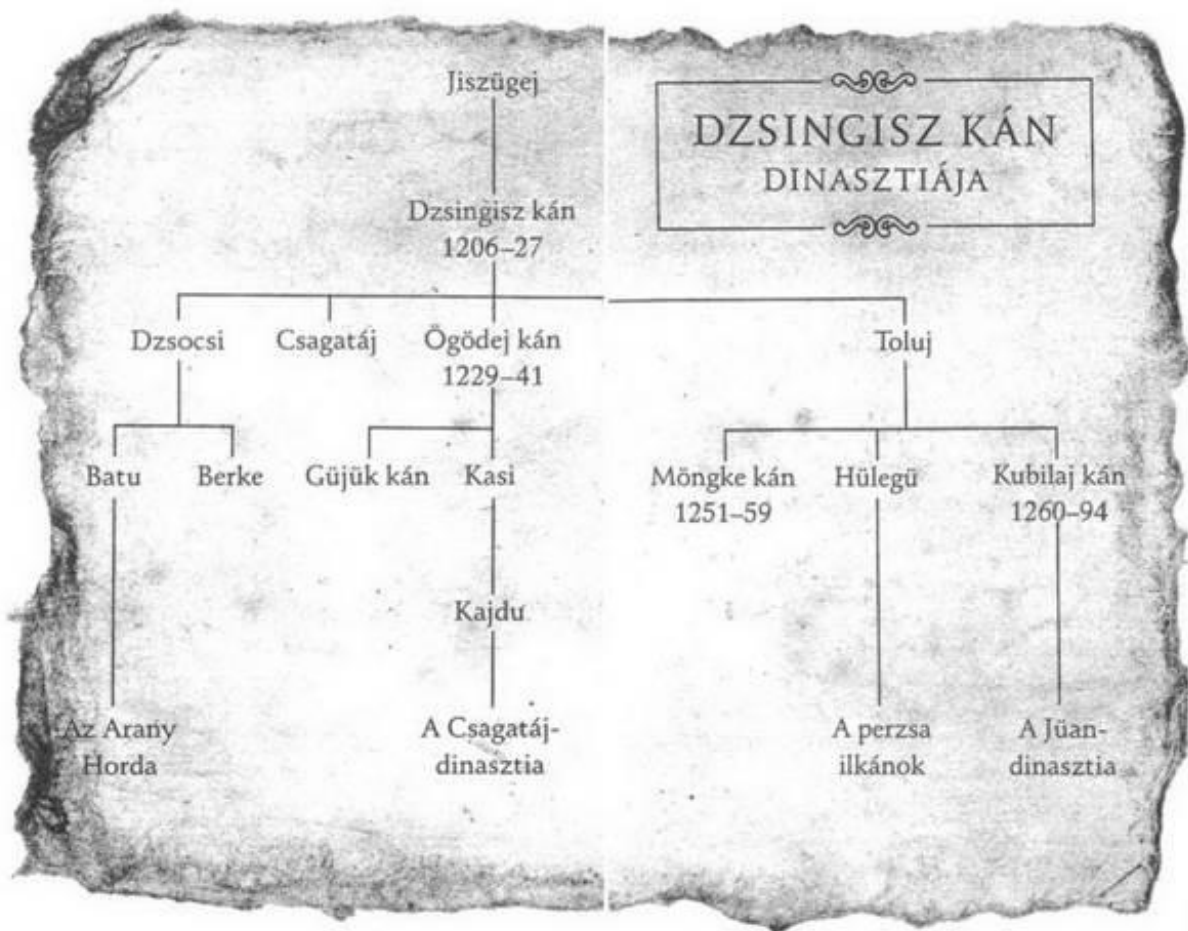 Jiszügej
DZSINGISZ KÁN
DINASZTIÁJA
Dzsingisz kán
1206–27
Dzsocsi
Csagatáj
Ögödej kán
1229–41
Toluj
Batu
Berke
Güjük kán
Kasi
Möngke kán
1251–59
Hülegü
Kubilaj kán
1260–94
Kajdu
Az Arany
Horda
A Csagatáj-
dinasztia
A perzsa
ilkánok
A Jüan-
dinasztia